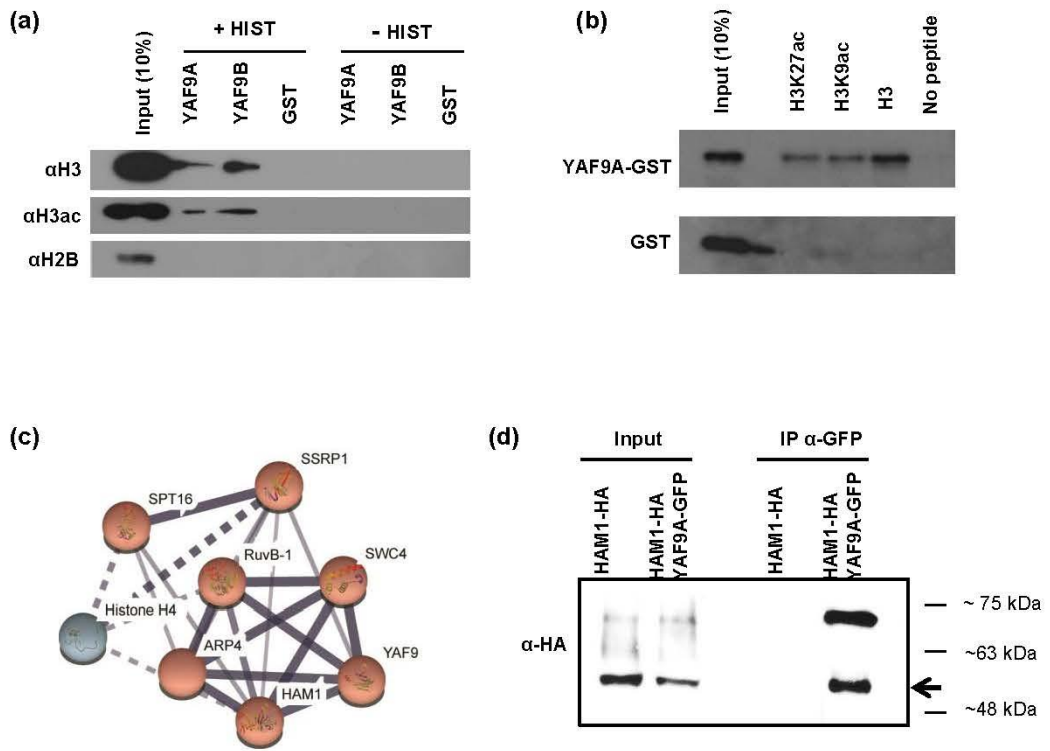 (a)
+ HIST
- HIST
Input (10%)
YAF9A
YAF9B
GST
YAF9A
YAF9B
GST
αH3
αH3ac
αH2B
(b)
Input (10%)
H3K27ac
H3K9ac
H3
No peptide
YAF9A-GST
GST
(c)
SSRP1
SPT16
RuvB-1
SWC4
Histone H4
ARP4
YAF9
HAM1
(d)
Input
IP α-GFP
HAM1-HA
HAM1-HA
YAF9A-GFP
HAM1-HA
HAM1-HA
YAF9A-GFP
α-HA
~ 75 kDa
~63 kDa
~48 kDa